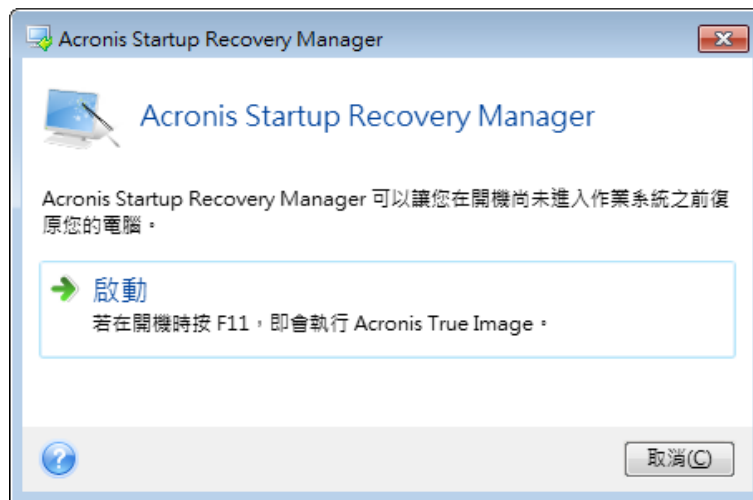 Acronis Startup Recovery Manager
Acronis Startup Recovery Manager
Acronis Startup Recovery Manager 可以讓您在開機尚未進入作業系統之前復
原您的電腦。
啟動
若在開機時按 F11，即會執行 Acronis True Image。
取消(C)